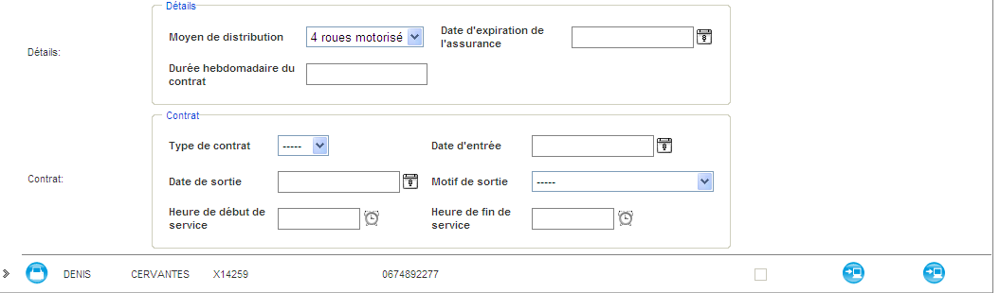 Détails
Moyen de distribution 4 roues motorisé Date d'expiration de
l'assurance
Détails:
Durée hebdomadaire du
contrat
Contrat
Type de contrat ----- Date d'entrée
Contrat:
Date de sortie Motif de sortie -----
Heure de début de
service
Heure de fin de
service
DENIS CERVANTES X14259 0674892277